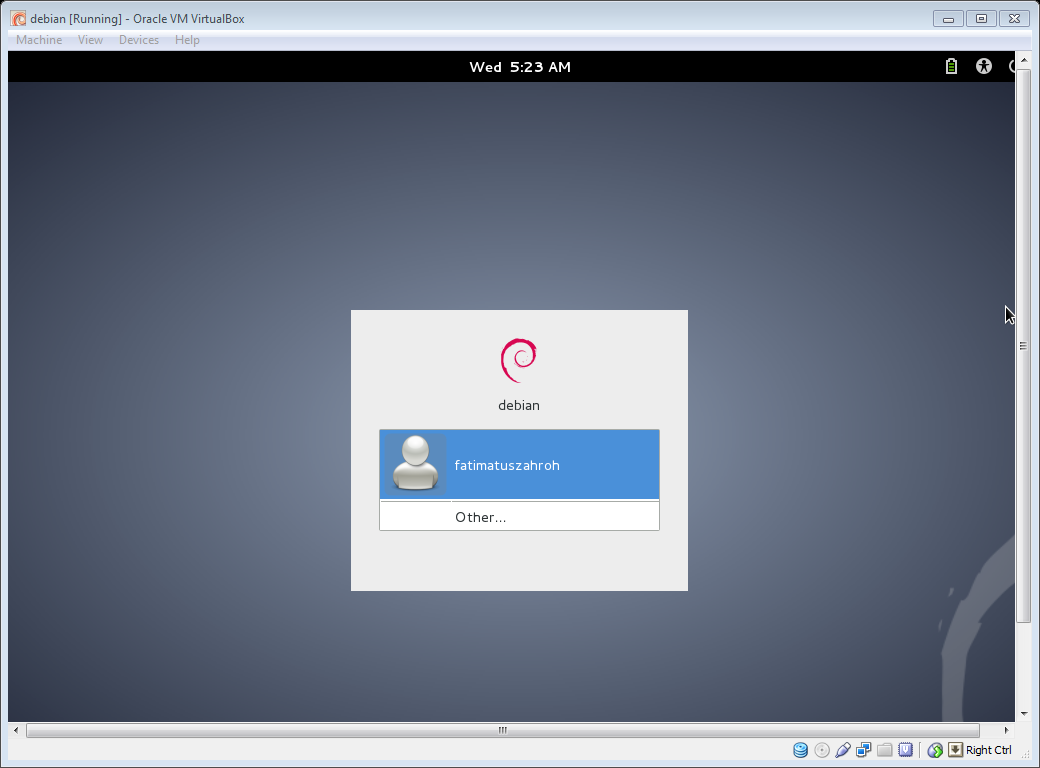 debian [Running] - Oracle VM VirtualBox
Machine View Devices Help
Wed 5:23 AM
debian
fatimatuszahroh
Other...
Right Ctrl